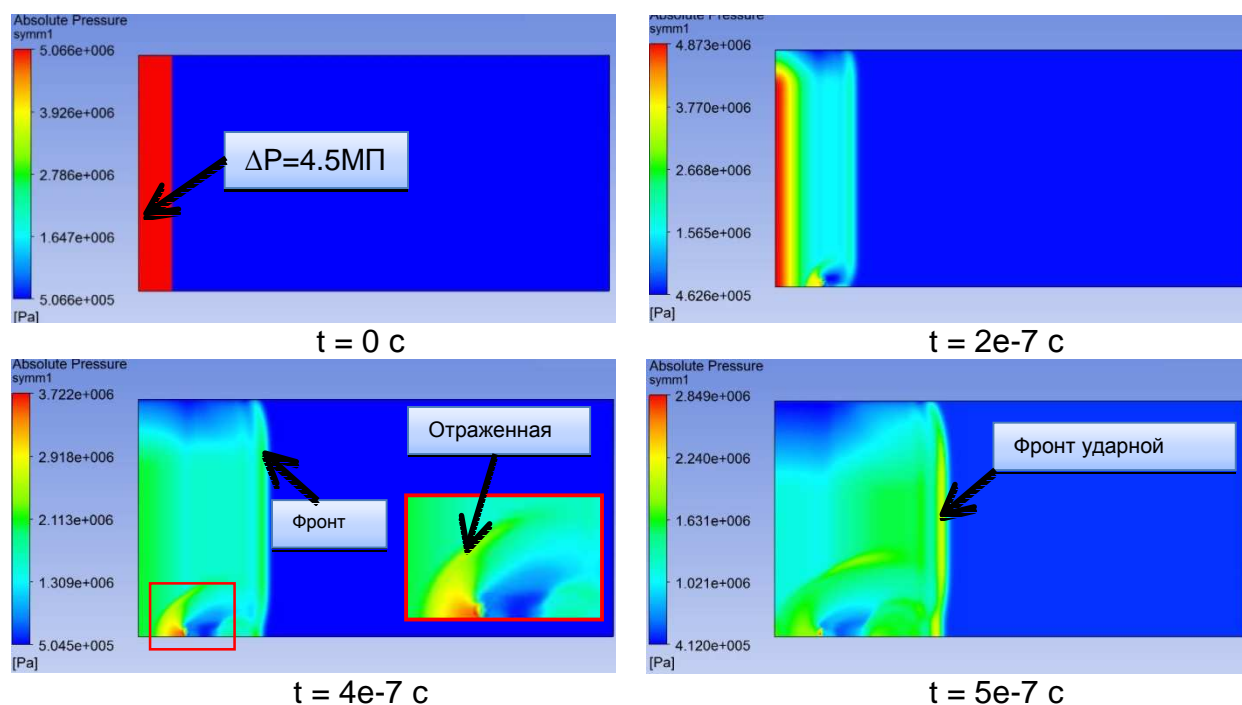 Absolute Pressure
symm1
5.066e+006
3.926e+006
2.786e+006
1.647e+006
5.066e+005
[Pa]
ΔP=4.5МП
t = 0 с
Absolute Pressure
symm1
4.873e+006
3.770e+006
2.668e+006
1.565e+006
4.626e+005
[Pa]
t = 2e-7 с
Absolute Pressure
symm1
3.722e+006
2.918e+006
2.113e+006
1.309e+006
5.045e+005
[Pa]
Отраженная
Фронт
t = 4e-7 с
Absolute Pressure
symm1
2.849e+006
2.240e+006
1.631e+006
1.021e+006
4.120e+005
[Pa]
Фронт ударной
t = 5e-7 с